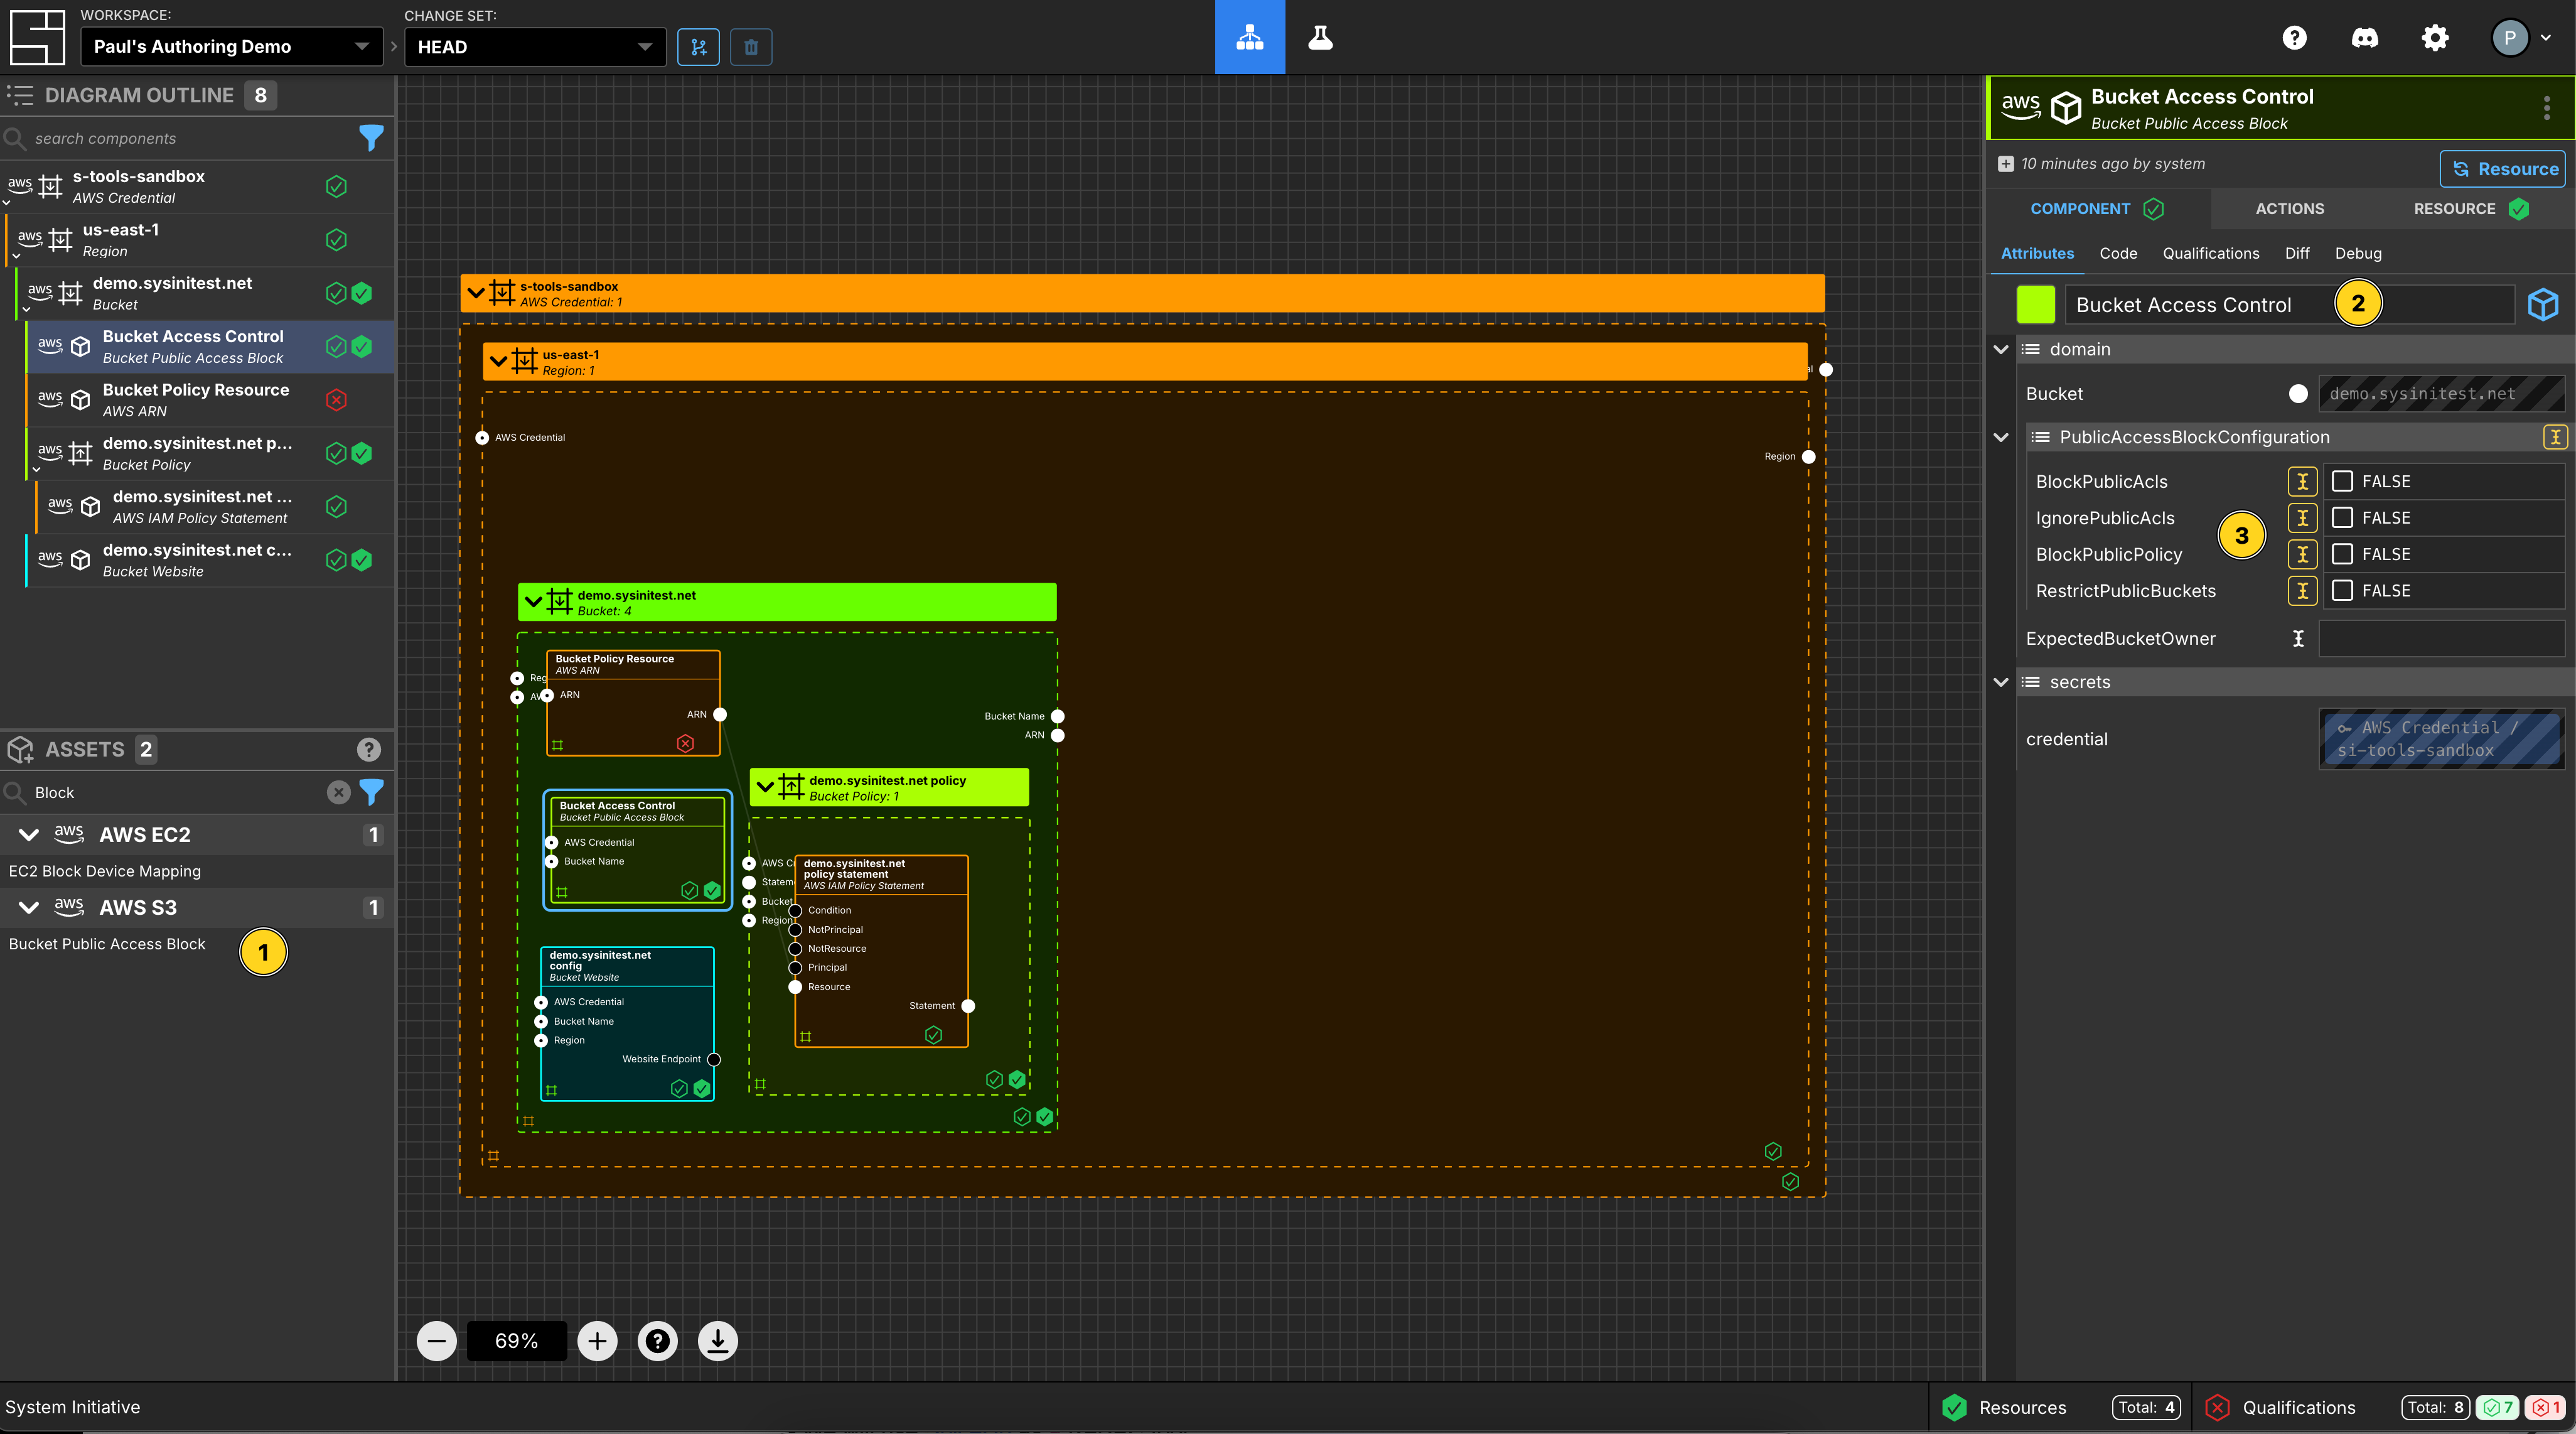 WORKSPACE:
Paul's Authoring Demo
CHANGE SET:
HEAD
P
DIAGRAM OUTLINE 8
search components
aws s-tools-sandbox
AWS Credential
aws us-east-1
Region
aws demo.sysinitest.net
Bucket
aws Bucket Access Control
Bucket Public Access Block
aws Bucket Policy Resource
AWS ARN
aws demo.sysinitest.net p...
Bucket Policy
aws demo.sysinitest.net ...
AWS IAM Policy Statement
aws demo.sysinitest.net c...
Bucket Website
ASSETS 2
Block
aws AWS EC2 1
EC2 Block Device Mapping
aws AWS S3 1
Bucket Public Access Block 1
s-tools-sandbox
AWS Credential: 1
us-east-1
Region: 1
al
AWS Credential
Region
demo.sysinitest.net
Bucket: 4
Bucket Policy Resource
AWS ARN
Reg
ARN
ARN
Bucket Name
ARN
Bucket Access Control
Bucket Public Access Block
AWS Credential
Bucket Name
demo.sysinitest.net policy
Bucket Policy: 1
AWS C
Statem
Bucket
Region
demo.sysinitest.net
policy statement
AWS IAM Policy Statement
Condition
NotPrincipal
NotResource
Principal
Resource
Statement
demo.sysinitest.net
config
Bucket Website
AWS Credential
Bucket Name
Region
Website Endpoint
69%
aws Bucket Access Control
Bucket Public Access Block
10 minutes ago by system
Resource
COMPONENT ACTIONS RESOURCE
Attributes Code Qualifications Diff Debug
Bucket Access Control 2
domain
Bucket demo.sysinitest.net
PublicAccessBlockConfiguration
BlockPublicAcls FALSE
IgnorePublicAcls FALSE
3
BlockPublicPolicy FALSE
RestrictPublicBuckets FALSE
ExpectedBucketOwner
secrets
credential AWS Credential /
si-tools-sandbox
System Initiative
Resources Total: 4
Qualifications Total: 8 7 1